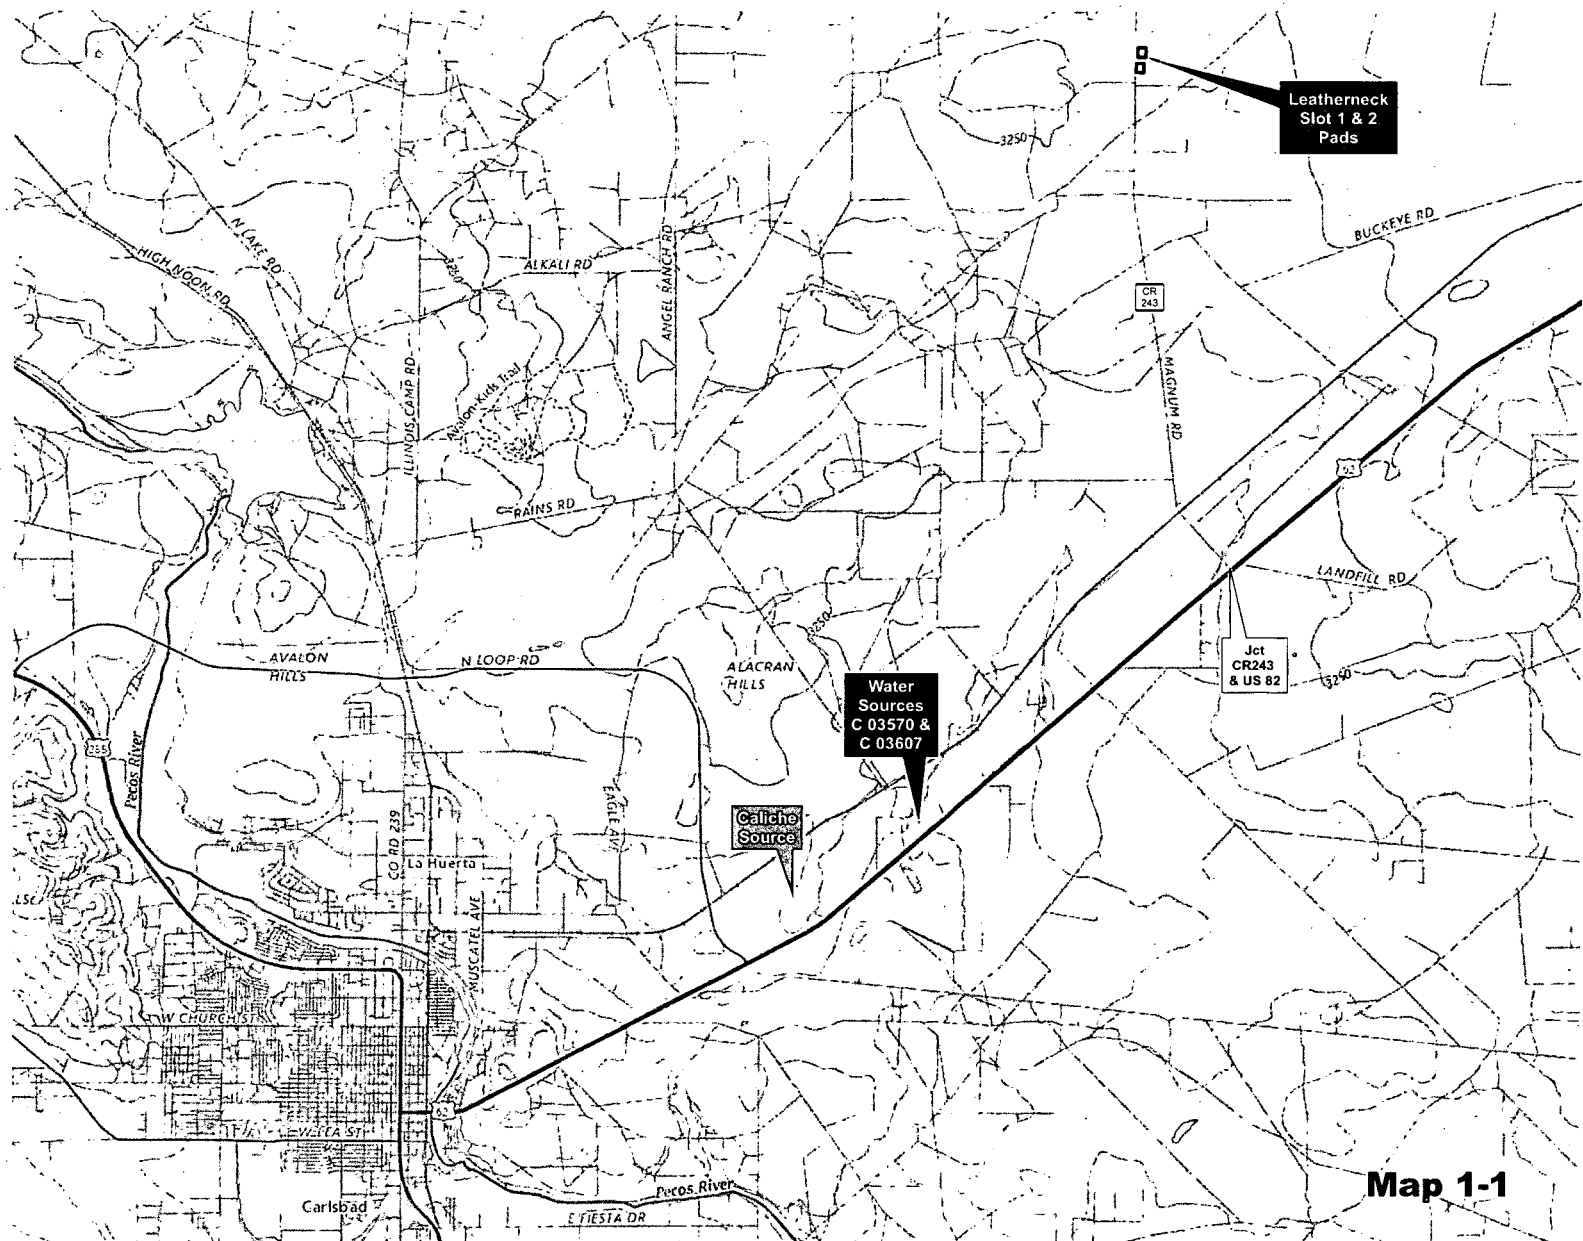 Leatherneck
Slot 1 & 2
Pads
3250
BUCKEYE RD
N LAKE RD
HIGH NOON RD
ALKALI RD
ANGEL RANCH RD
3250
CR
243
MAGNUM RD
ILLINOIS CAMP RD
Avalon Kids Trail
62
RAINS RD
LANDFILL RD
3250
Jct
CR243
& US 82
3250
AVALON
HILLS
N LOOP RD
ALACRAN
HILLS
Water
Sources
C 03570 &
C 03607
285
Pecos River
EAGLE AVE
Caliche
Source
CO RD 239
La Huerta
MUSCATEL AVE
W CHURCH ST
62
W LEA ST
Carlsbad
Pecos River
E FIESTA DR
Map 1-1